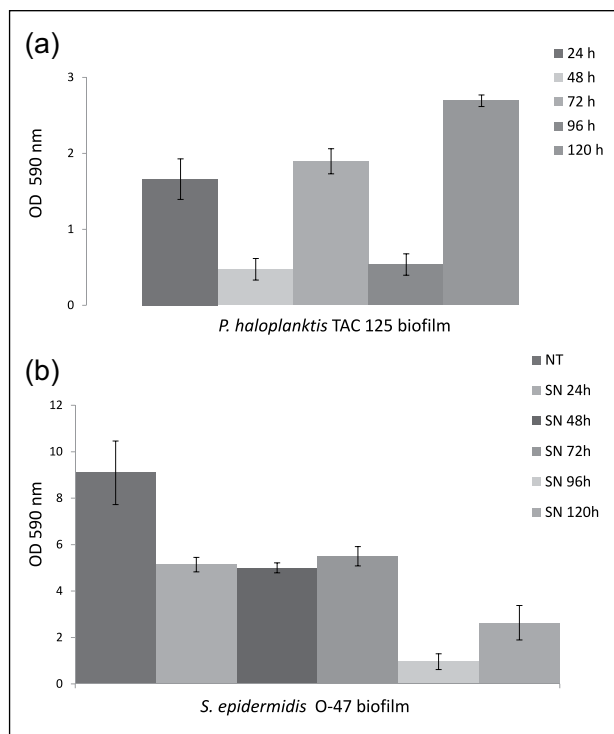 (a)
24 h
48 h
72 h
96 h
120 h
3
2
1
0
OD 590 nm
P. haloplanktis TAC 125 biofilm
(b)
NT
SN 24h
SN 48h
SN 72h
SN 96h
SN 120h
12
10
8
6
4
2
0
OD 590 nm
S. epidermidis O-47 biofilm